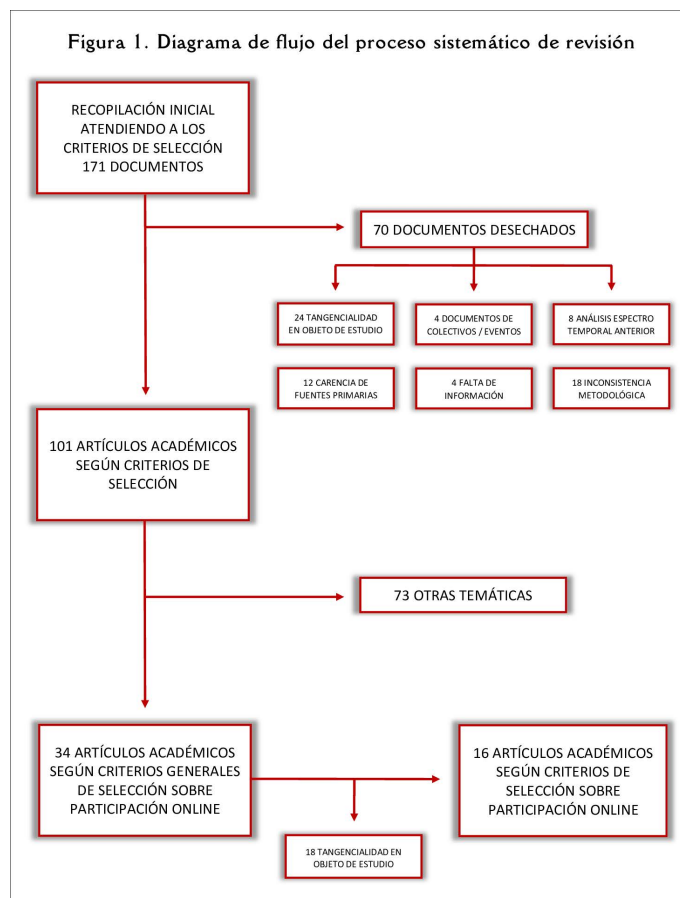 Figura 1. Diagrama de flujo del proceso sistemático de revisión
RECOPILACIÓN INICIAL
ATENDIENDO A LOS
CRITERIOS DE SELECCIÓN
171 DOCUMENTOS
70 DOCUMENTOS DESECHADOS
24 TANGENCIALIDAD
EN OBJETO DE ESTUDIO
4 DOCUMENTOS DE
COLECTIVOS / EVENTOS
8 ANÁLISIS ESPECTRO
TEMPORAL ANTERIOR
12 CARENCIA DE
FUENTES PRIMARIAS
4 FALTA DE
INFORMACIÓN
18 INCONSISTENCIA
METODOLÓGICA
101 ARTÍCULOS ACADÉMICOS
SEGÚN CRITERIOS DE
SELECCIÓN
73 OTRAS TEMÁTICAS
34 ARTÍCULOS ACADÉMICOS
SEGÚN CRITERIOS GENERALES
DE SELECCIÓN SOBRE
PARTICIPACIÓN ONLINE
16 ARTÍCULOS ACADÉMICOS
SEGÚN CRITERIOS DE
SELECCIÓN SOBRE
PARTICIPACIÓN ONLINE
18 TANGENCIALIDAD EN
OBJETO DE ESTUDIO